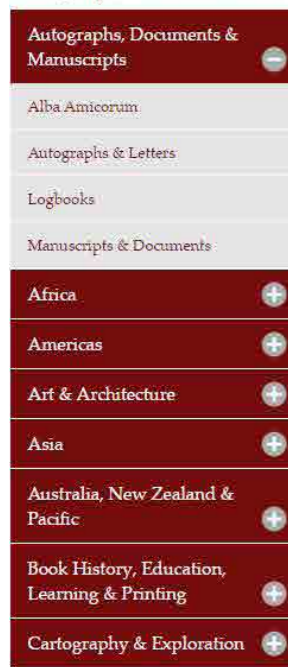 Autographs, Documents &
Manuscripts
Alba Amicorum
Autographs & Letters
Logbooks
Manuscripts & Documents
Africa
Americas
Art & Architecture
Asia
Australia, New Zealand &
Pacific
Book History, Education,
Learning & Printing
Cartography & Exploration